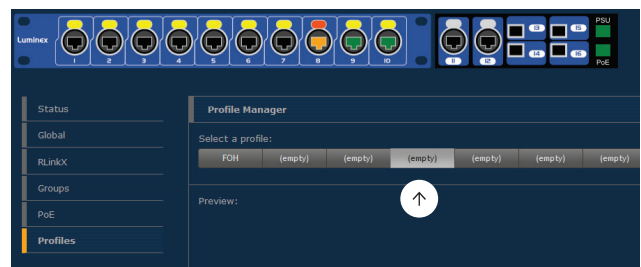 PSU
Luminex
13 15
1 2 3 4 5 6 7 8 9 10 11 12 14 16
PoE
Status
Global
RLinkX
Groups
PoE
Profiles
Profile Manager
Select a profile:
FOH (empty) (empty) (empty) (empty) (empty) (empty)
Preview: